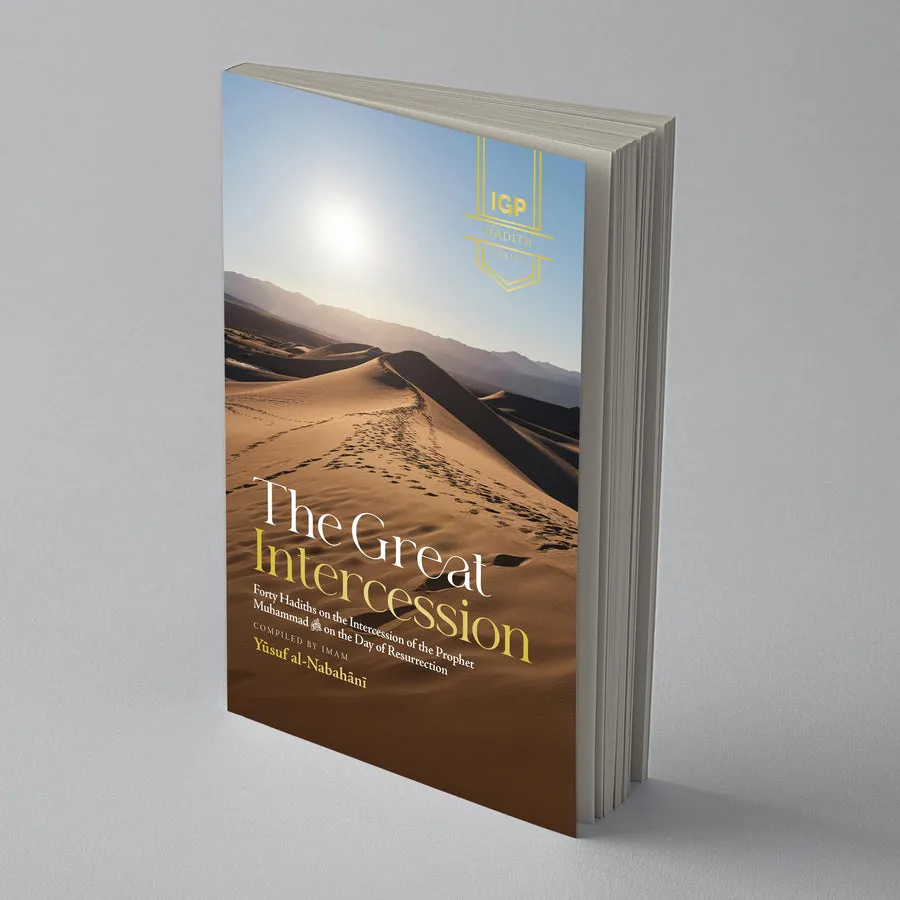 IGP
HADITH
SERIES
The Great
Intercession
Forty Hadiths on the Intercession of the Prophet
Muhammad ﷺ on the Day of Resurrection
COMPILED BY IMAM
Yūsuf al-Nabahānī